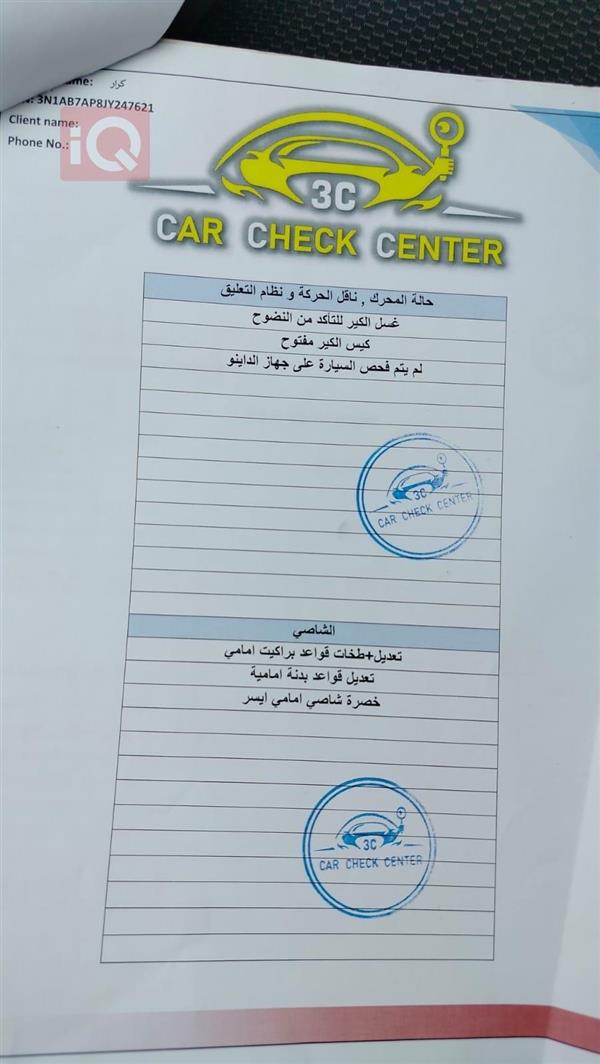 ame: كرار
N: 3N1AB7AP8JY247621
Client name:
Phone No.:
iQ
3C
CAR CHECK CENTER
حالة المحرك , ناقل الحركة و نظام التعليق
غسل الكير للتأكد من النضوح
كيس الكير مفتوح
لم يتم فحص السيارة على جهاز الداينو
3C
CAR CHECK CENTER
الشاصي
تعديل+طخات قواعد براكيت امامي
تعديل قواعد بدنة امامية
خصرة شاصي امامي ايسر
3C
CAR CHECK CENTER